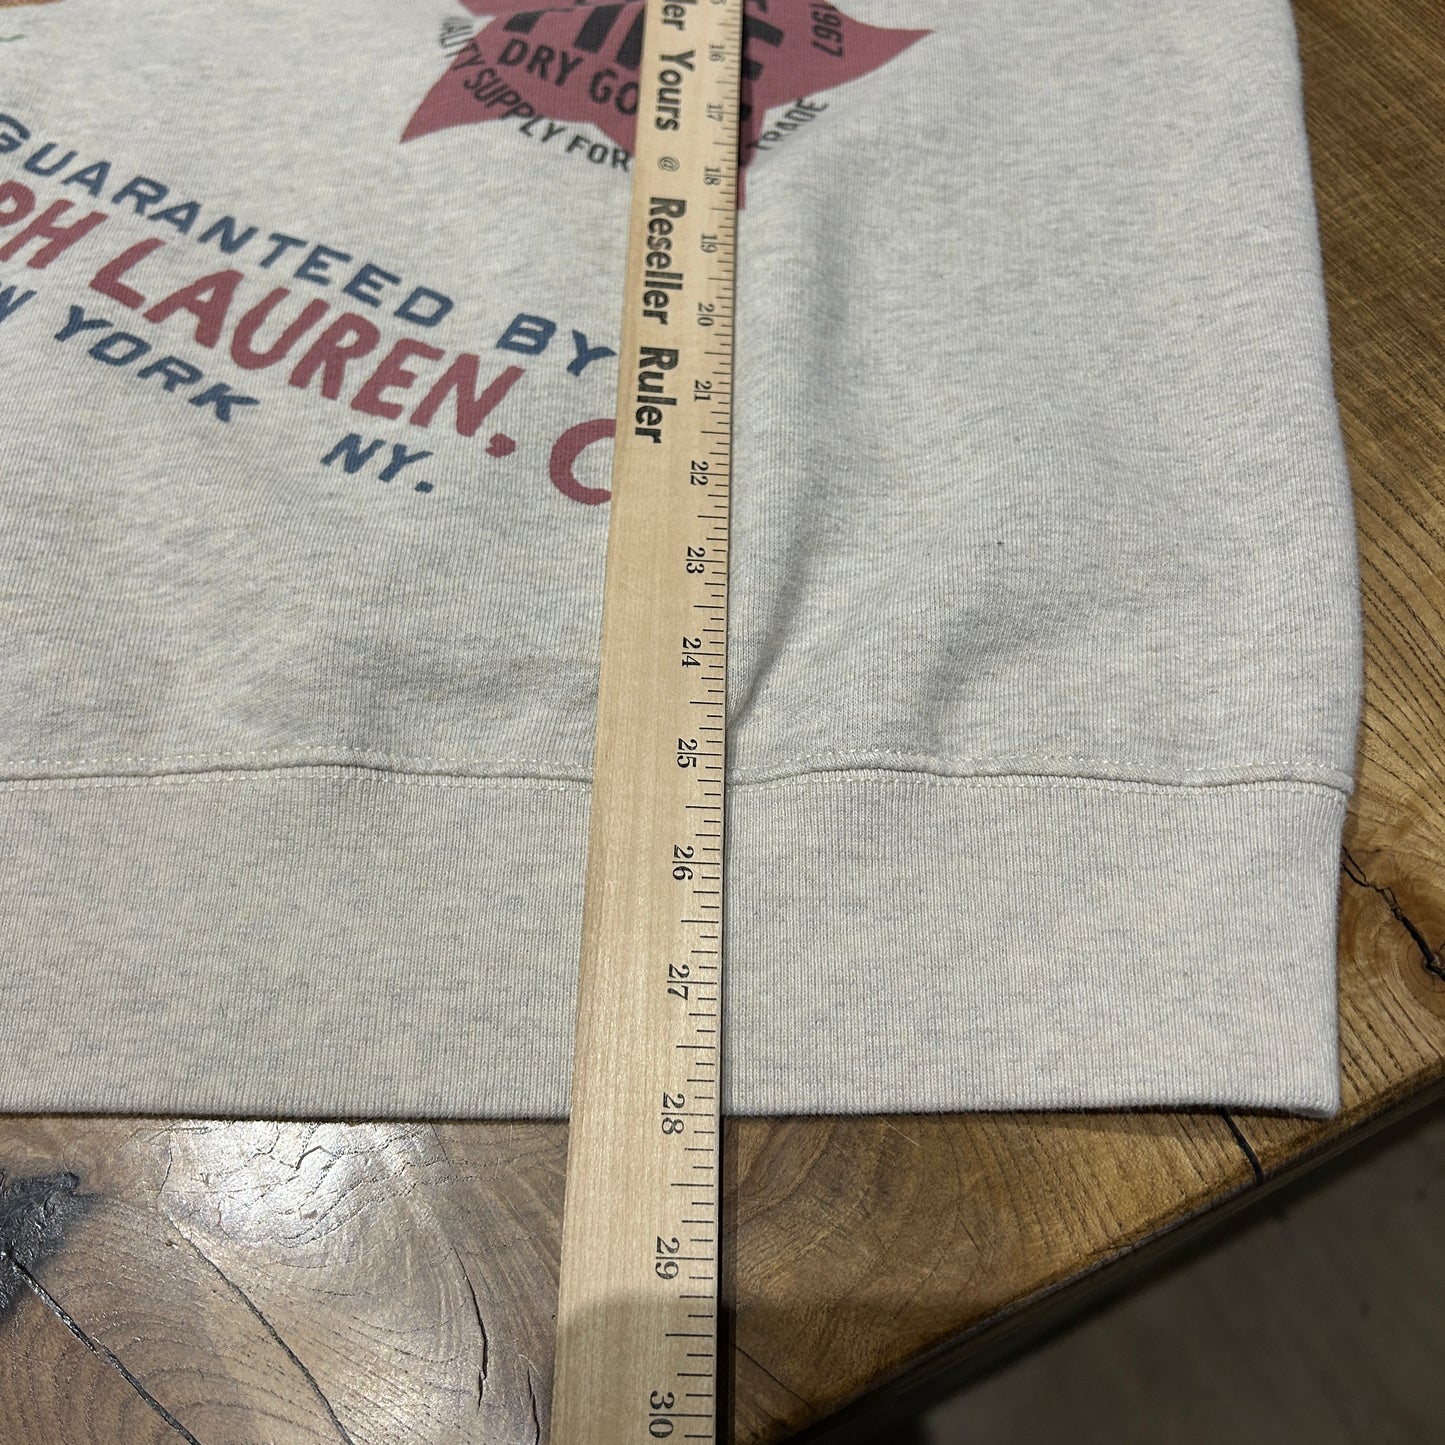 1967
DRY GO
ALITY SUPPLY FOR TRADE
GUARANTEED BY
PH LAUREN, C
W YORK NY.
er Yours @ Reseller Ruler
16 17 18 19 20 21 22 23 24 25 26 27 28 29 30